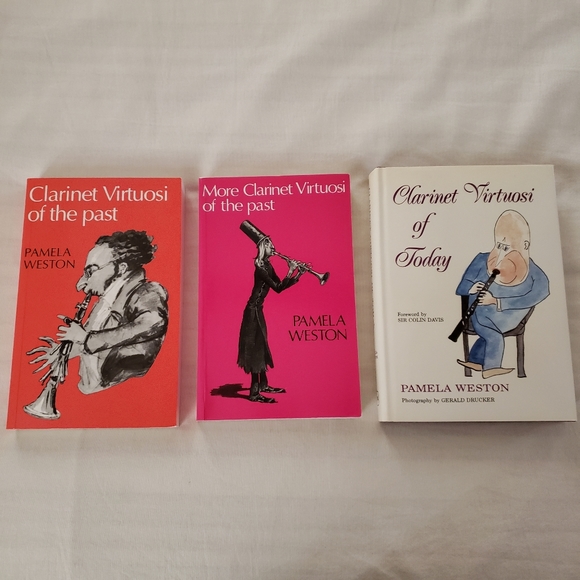 Clarinet Virtuosi
of the past
PAMELA
WESTON
More Clarinet Virtuosi
of the past
PAMELA
WESTON
Clarinet Virtuosi
of
Today
Foreword by
SIR COLIN DAVIS
PAMELA WESTON
Photography by GERALD DRUCKER